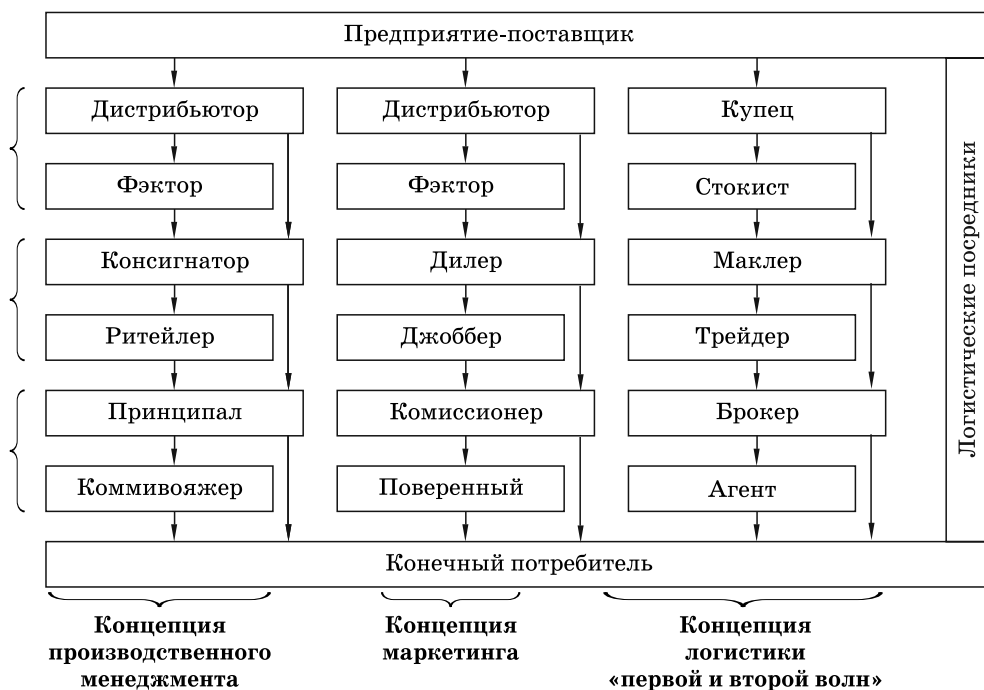 Предприятие-поставщик
Дистрибьютор
Дистрибьютор
Купец
Фэктор
Фэктор
Стокист
Консигнатор
Дилер
Маклер
Ритейлер
Джоббер
Трейдер
Принципал
Комиссионер
Брокер
Коммивояжер
Поверенный
Агент
Логистические посредники
Конечный потребитель
Концепция
производственного
менеджмента
Концепция
маркетинга
Концепция
логистики
«первой и второй волн»